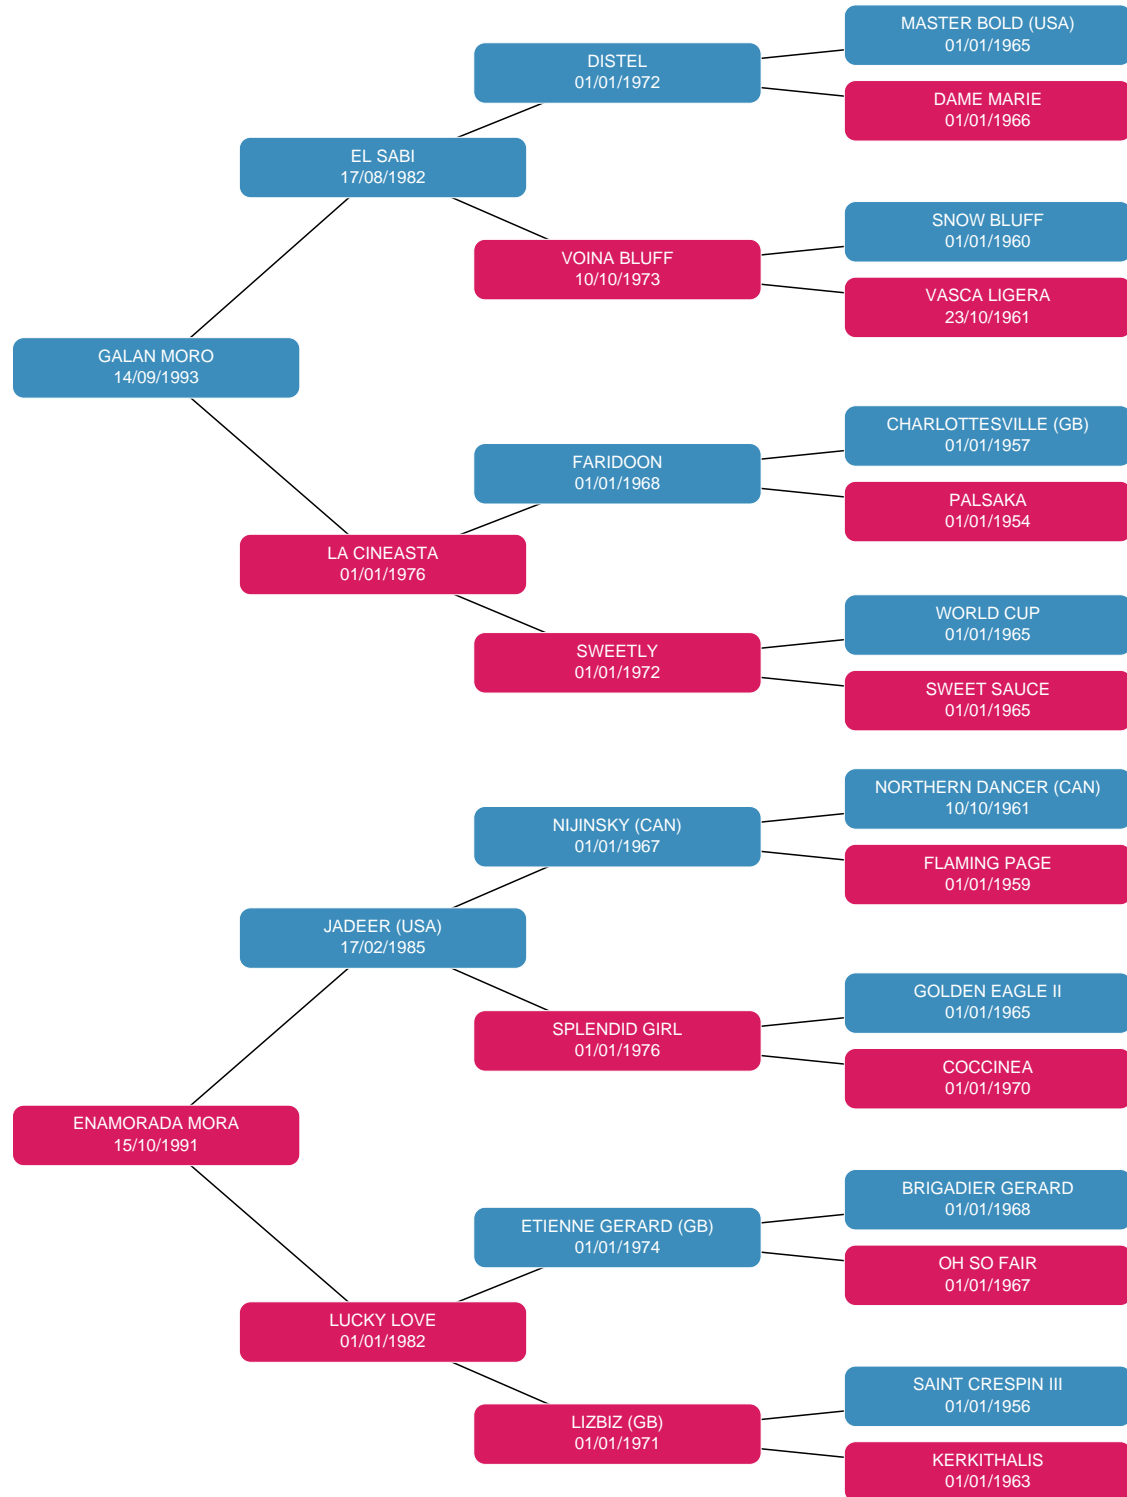 MASTER BOLD (USA)
01/01/1965
DISTEL
01/01/1972
DAME MARIE
01/01/1966
EL SABI
17/08/1982
SNOW BLUFF
01/01/1960
VOINA BLUFF
10/10/1973
VASCA LIGERA
23/10/1961
GALAN MORO
14/09/1993
CHARLOTTESVILLE (GB)
01/01/1957
FARIDOON
01/01/1968
PALSAKA
01/01/1954
LA CINEASTA
01/01/1976
WORLD CUP
01/01/1965
SWEETLY
01/01/1972
SWEET SAUCE
01/01/1965
NORTHERN DANCER (CAN)
10/10/1961
NIJINSKY (CAN)
01/01/1967
FLAMING PAGE
01/01/1959
JADEER (USA)
17/02/1985
GOLDEN EAGLE II
01/01/1965
SPLENDID GIRL
01/01/1976
COCCINEA
01/01/1970
ENAMORADA MORA
15/10/1991
BRIGADIER GERARD
01/01/1968
ETIENNE GERARD (GB)
01/01/1974
OH SO FAIR
01/01/1967
LUCKY LOVE
01/01/1982
SAINT CRESPIN III
01/01/1956
LIZBIZ (GB)
01/01/1971
KERKITHALIS
01/01/1963